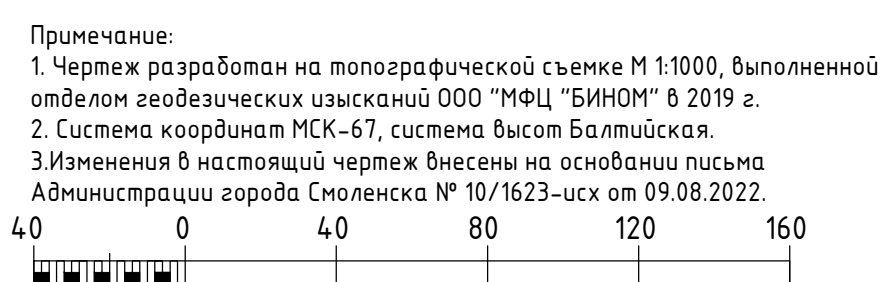 Примечание:
1. Чертеж разработан на топографической съемке М 1:1000, выполненной
отделом геодезических изысканий ООО "МФЦ "БИНОМ" в 2019 г.
2. Система координат МСК-67, система высот Балтийская.
3.Изменения в настоящий чертеж внесены на основании письма
Администрации города Смоленска № 10/1623-исх от 09.08.2022.
40 0 40 80 120 160